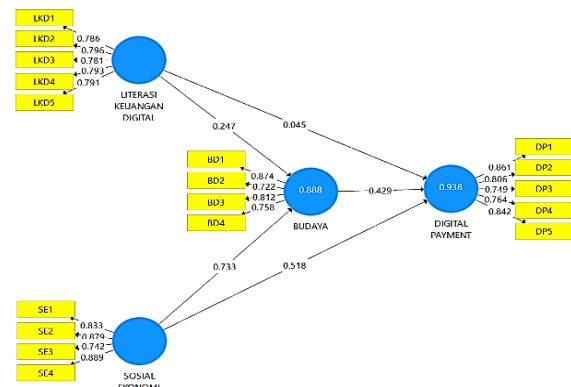 LKD1
LKD2
LKD3
LKD4
LKD5
0.786
0.796
0.781
0.793
0.791
LITERASI
KEUANGAN
DIGITAL
0.247
0.045
BD1
BD2
BD3
BD4
0.874
0.722
0.812
0.758
0.888
BUDAYA
0.429
0.938
DIGITAL
PAYMENT
0.861
0.806
0.749
0.764
0.842
DP1
DP2
DP3
DP4
DP5
0.733
0.518
SE1
SE2
SE3
SE4
0.833
0.879
0.742
0.889
SOSIAL
EKONOMI